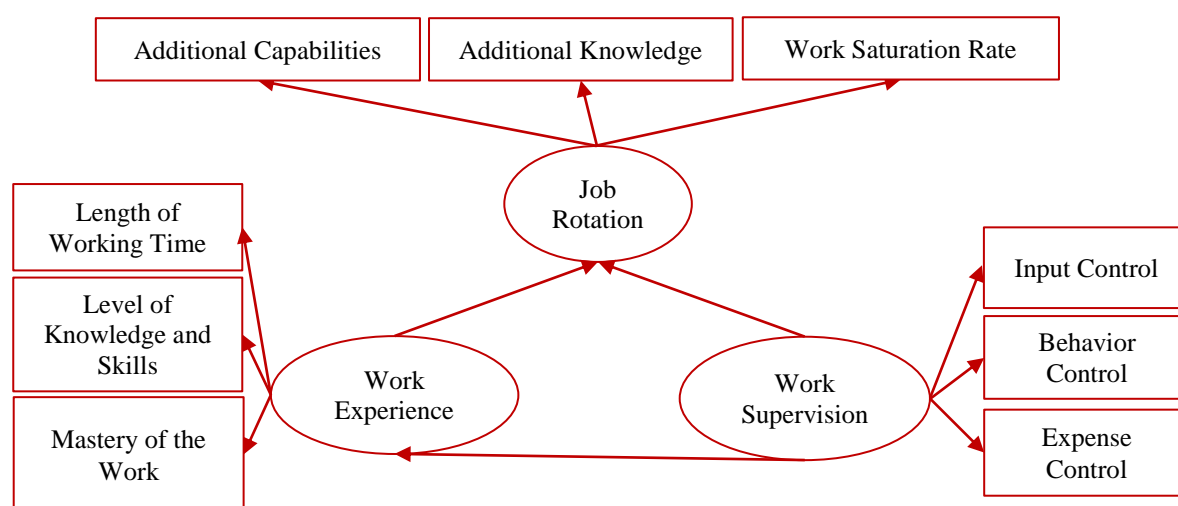 Additional Capabilities
Additional Knowledge
Work Saturation Rate
Job
Rotation
Length of
Working Time
Input Control
Level of
Knowledge and
Skills
Behavior
Control
Work
Experience
Work
Supervision
Mastery of the
Work
Expense
Control